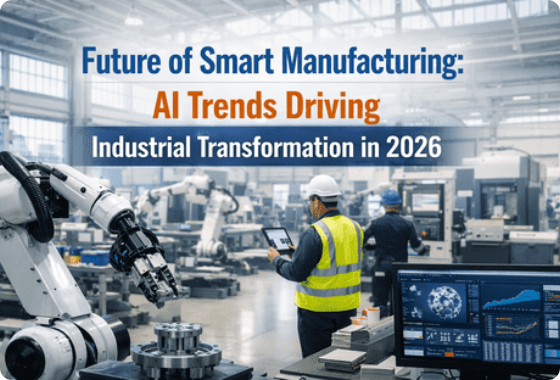 Future of Smart Manufacturing:
AI Trends Driving
Industrial Transformation in 2026